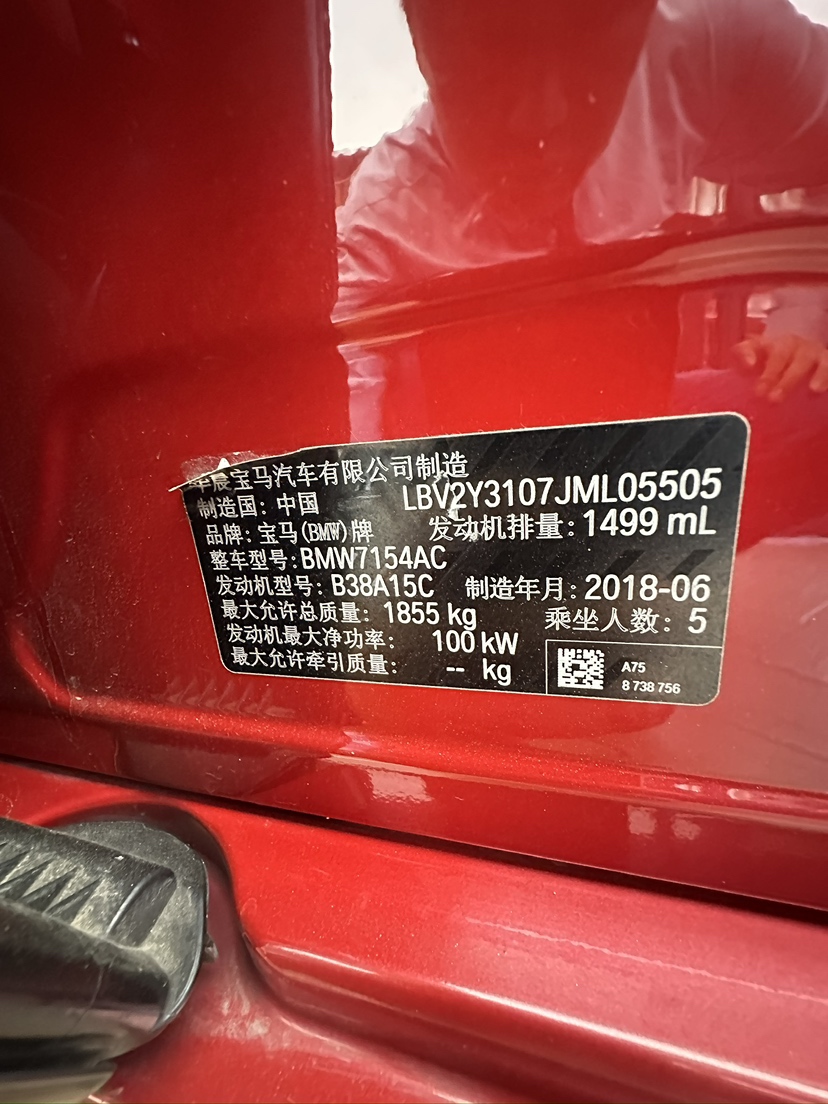 华晨宝马汽车有限公司制造
制造国: 中国 LBV2Y3107JML05505
品牌: 宝马(BMW)牌 发动机排量: 1499 mL
整车型号: BMW7154AC
发动机型号: B38A15C 制造年月: 2018-06
最大允许总质量: 1855 kg 乘坐人数: 5
发动机最大净功率: 100 kW
最大允许牵引质量: -- kg
A75
8 738 756